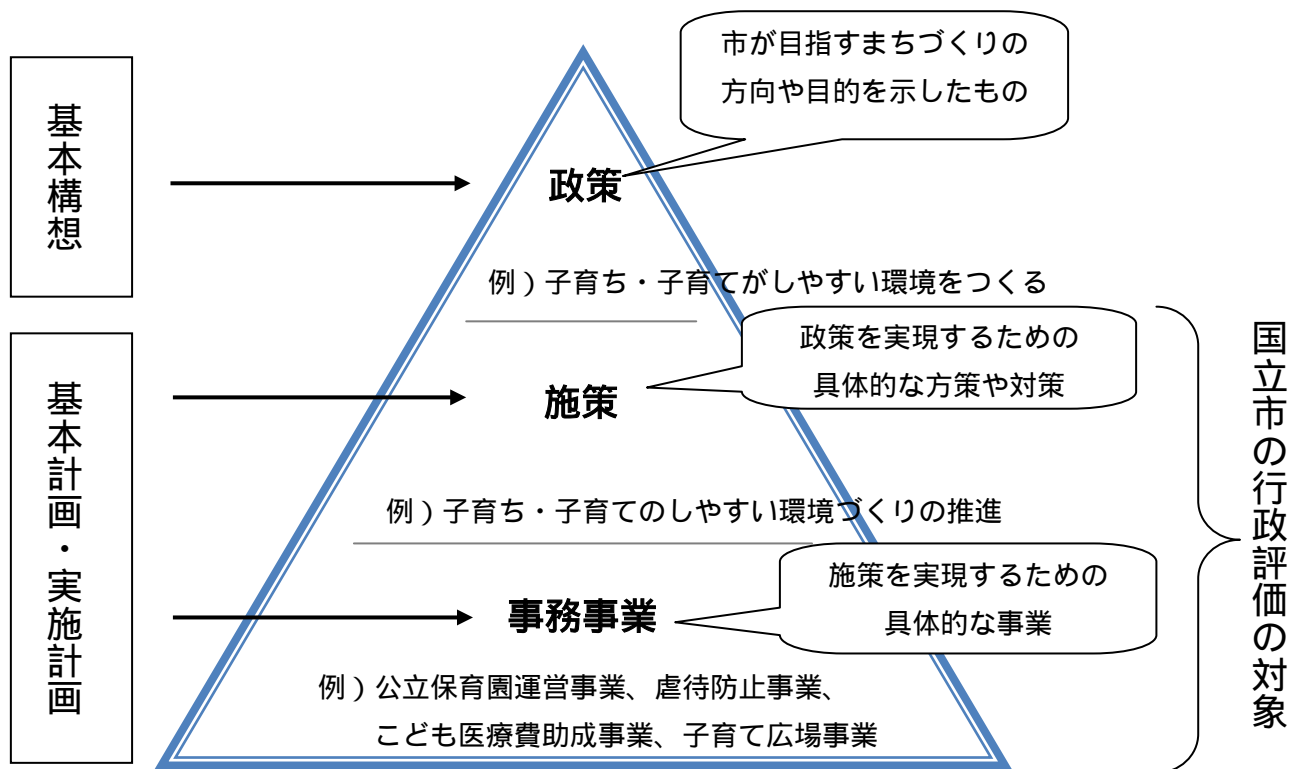 市が目指すまちづくりの
方向や目的を示したもの
基本構想
政策
例）子育ち・子育てがしやすい環境をつくる
政策を実現するための
具体的な方策や対策
基本計画・実施計画
施策
例）子育ち・子育てのしやすい環境づくりの推進
施策を実現するための
具体的な事業
事務事業
例）公立保育園運営事業、虐待防止事業、
こども医療費助成事業、子育て広場事業
国立市の行政評価の対象